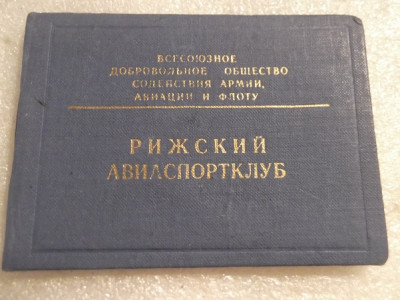 ВСЕСОЮЗНОЕ
ДОБРОВОЛЬНОЕ ОБЩЕСТВО
СОДЕЙСТВИЯ АРМИИ,
АВИАЦИИ И ФЛОТУ
РИЖСКИЙ
АВИАСПОРТКЛУБ